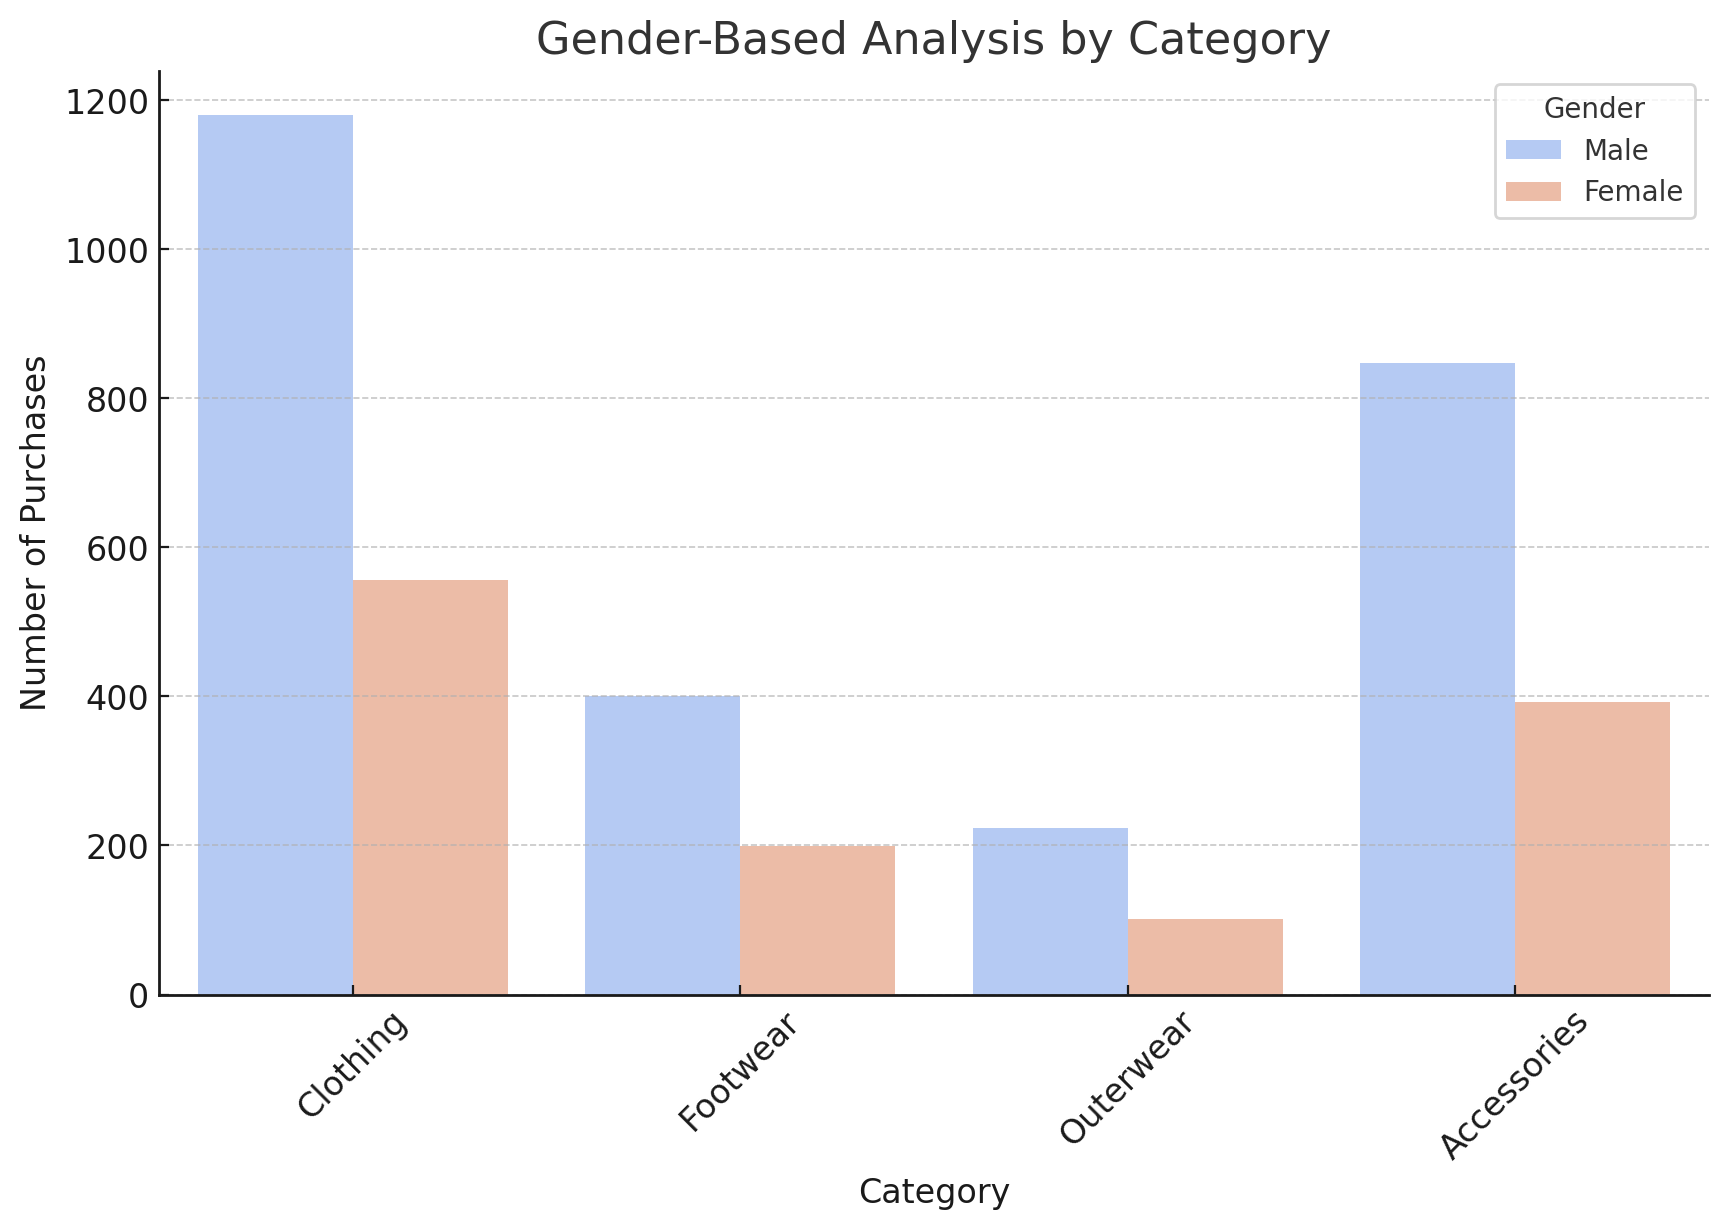 Gender-Based Analysis by Category
Number of Purchases
1200
1000
800
600
400
200
0
Gender
Male
Female
Clothing
Footwear
Outerwear
Accessories
Category